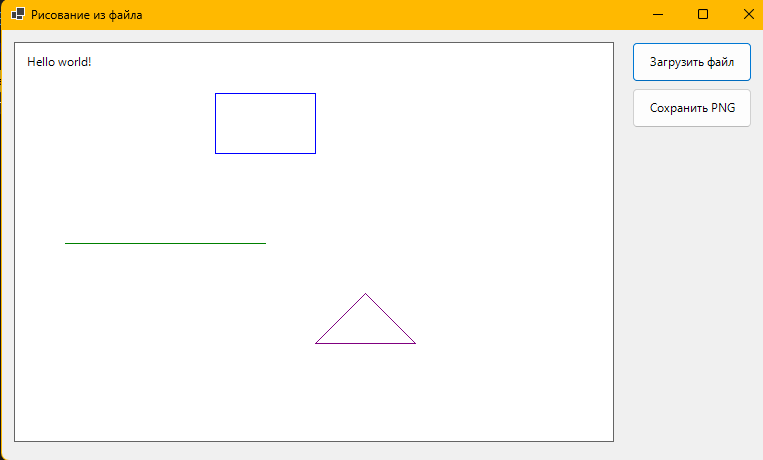 Рисование из файла
Hello world!
Загрузить файл
Сохранить PNG